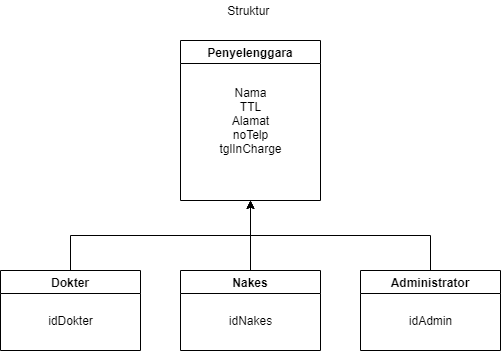 Struktur
Penyelenggara
Nama
TTL
Alamat
noTelp
tglInCharge
Dokter
idDokter
Nakes
idNakes
Administrator
idAdmin